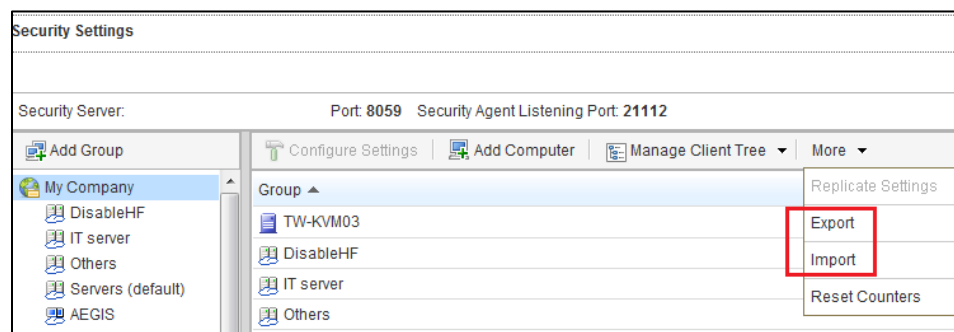 Security Settings
Security Server: Port: 8059 Security Agent Listening Port: 21112
Add Group
Configure Settings Add Computer Manage Client Tree More
My Company
DisableHF
IT server
Others
Servers (default)
AEGIS
Group
TW-KVM03
DisableHF
IT server
Others
Replicate Settings
Export
Import
Reset Counters